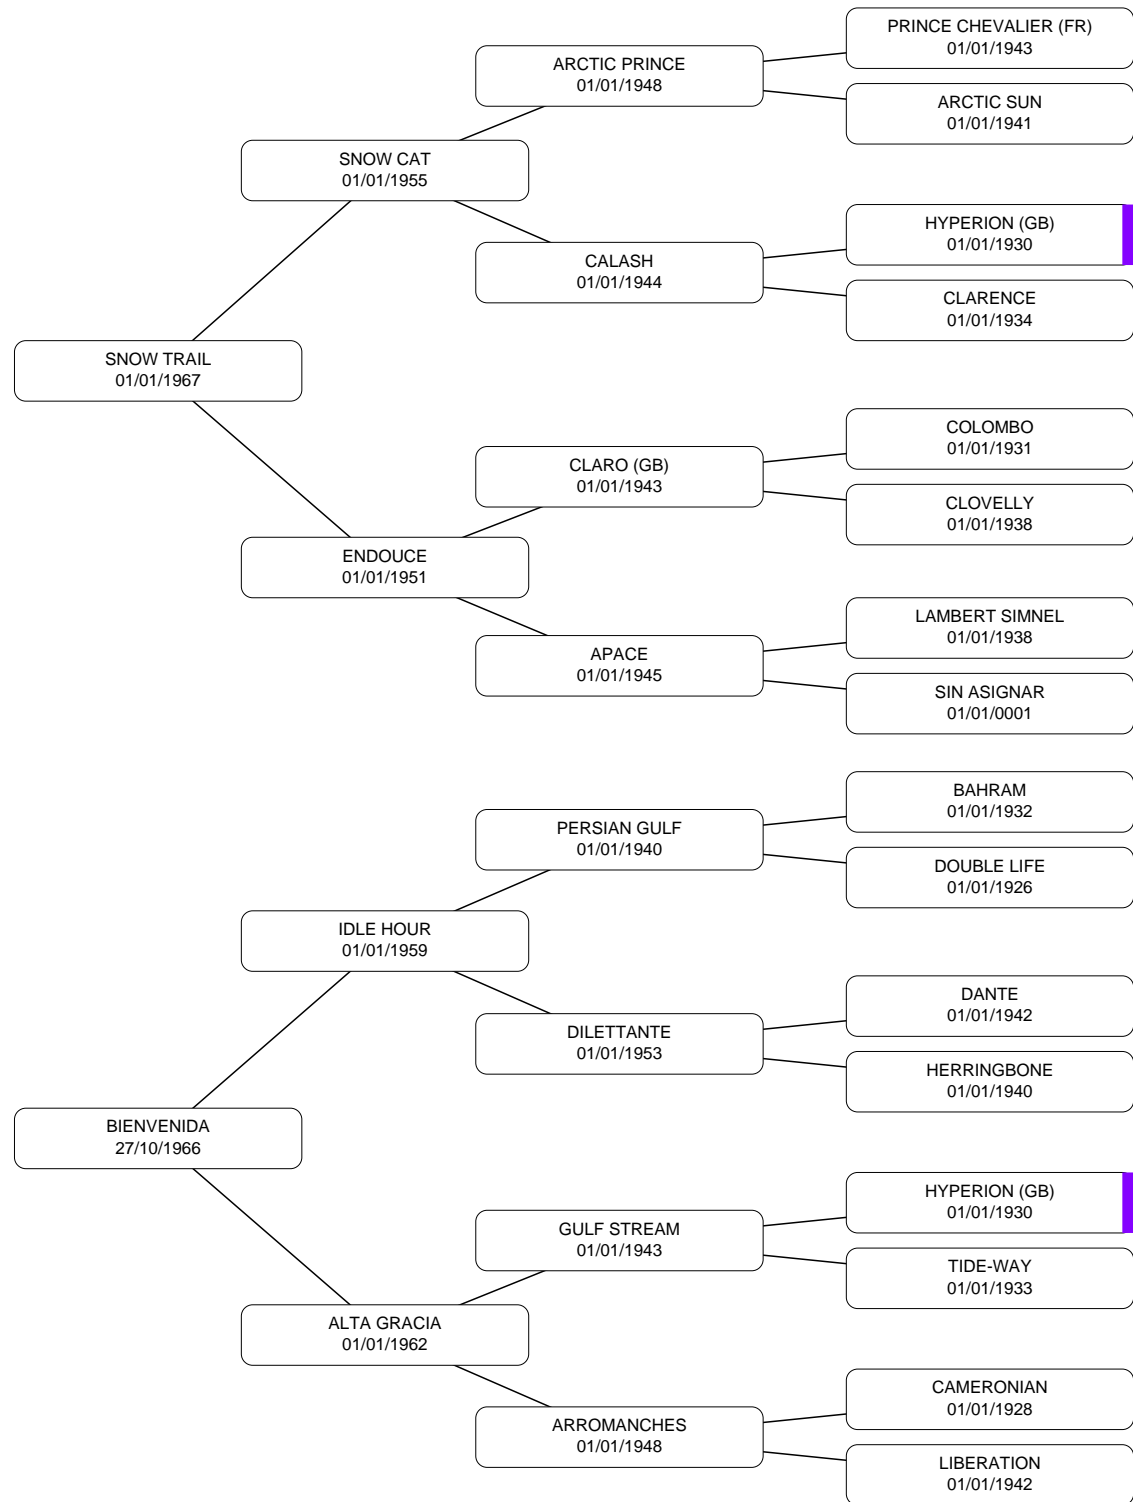 PRINCE CHEVALIER (FR)
01/01/1943
ARCTIC PRINCE
01/01/1948
ARCTIC SUN
01/01/1941
SNOW CAT
01/01/1955
HYPERION (GB)
01/01/1930
CALASH
01/01/1944
CLARENCE
01/01/1934
SNOW TRAIL
01/01/1967
COLOMBO
01/01/1931
CLARO (GB)
01/01/1943
CLOVELLY
01/01/1938
ENDOUCE
01/01/1951
LAMBERT SIMNEL
01/01/1938
APACE
01/01/1945
SIN ASIGNAR
01/01/0001
BAHRAM
01/01/1932
PERSIAN GULF
01/01/1940
DOUBLE LIFE
01/01/1926
IDLE HOUR
01/01/1959
DANTE
01/01/1942
DILETTANTE
01/01/1953
HERRINGBONE
01/01/1940
BIENVENIDA
27/10/1966
HYPERION (GB)
01/01/1930
GULF STREAM
01/01/1943
TIDE-WAY
01/01/1933
ALTA GRACIA
01/01/1962
CAMERONIAN
01/01/1928
ARROMANCHES
01/01/1948
LIBERATION
01/01/1942